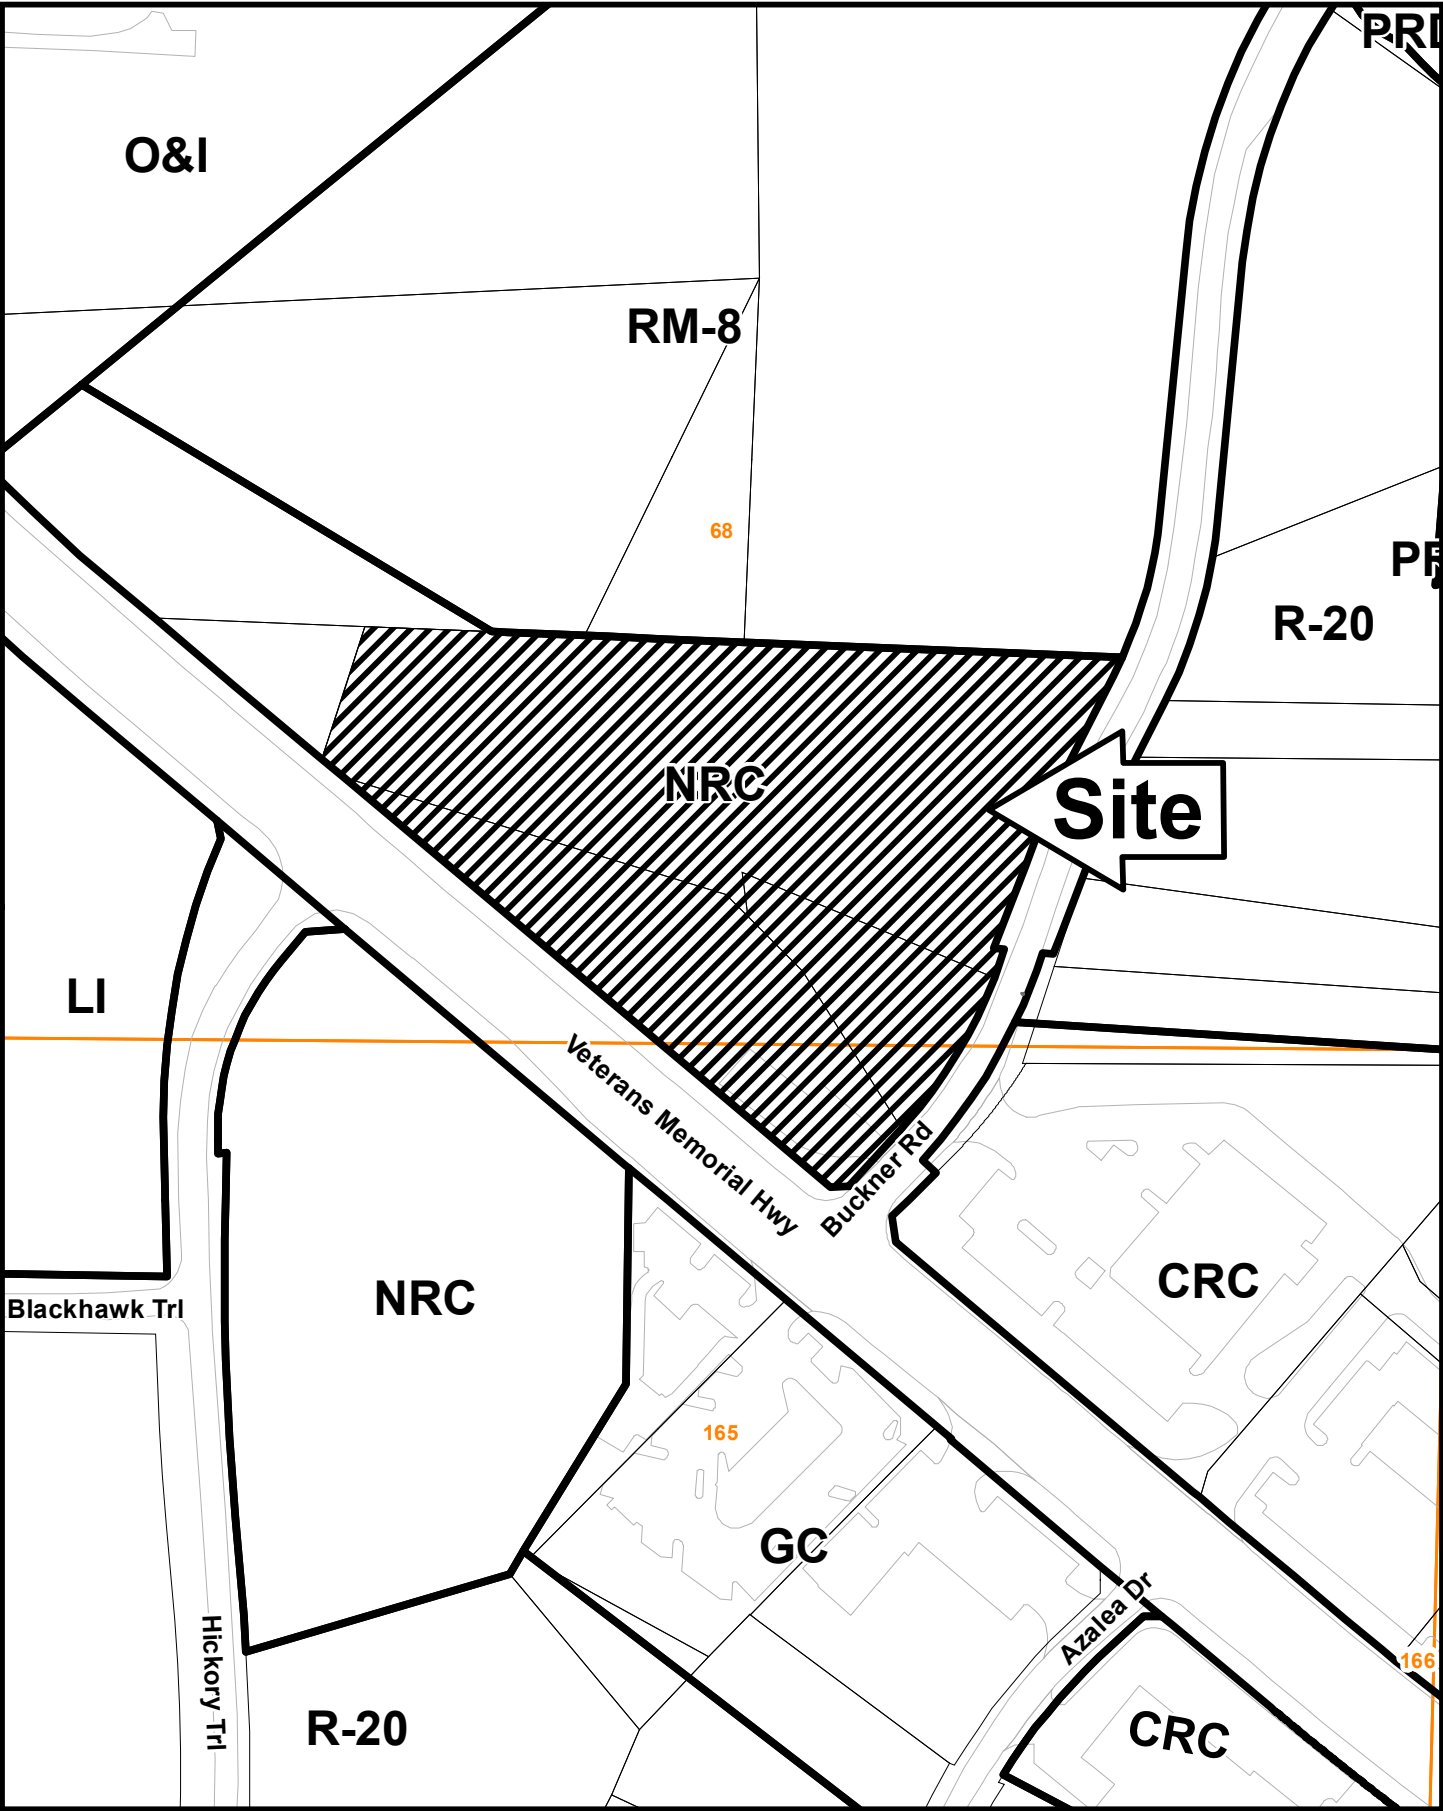 PRD
O&I
RM-8
68
PR
R-20
NRC
Site
LI
Veterans Memorial Hwy
Buckner Rd
CRC
NRC
Blackhawk Trl
165
GC
Azalea Dr
Hickory Trl
166
R-20
CRC